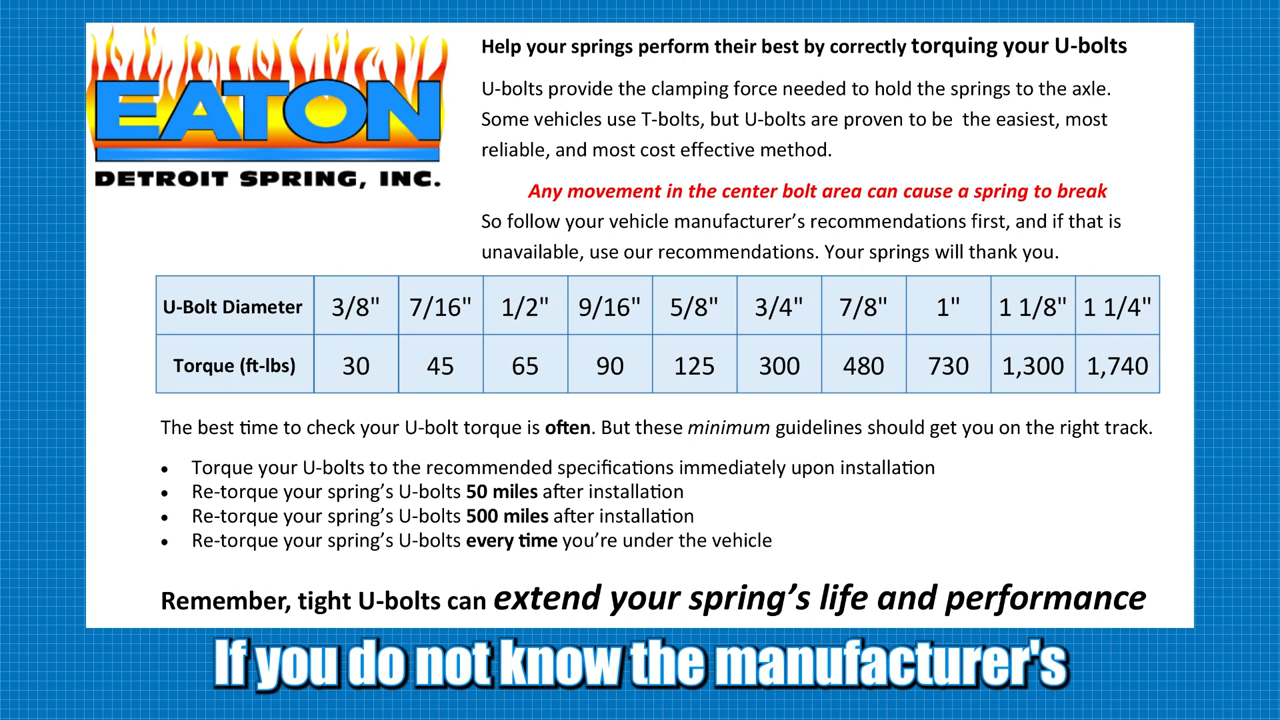 EATON
DETROIT SPRING, INC.
Help your springs perform their best by correctly torquing your U-bolts
U-bolts provide the clamping force needed to hold the springs to the axle.
Some vehicles use T-bolts, but U-bolts are proven to be the easiest, most
reliable, and most cost effective method.
Any movement in the center bolt area can cause a spring to break
So follow your vehicle manufacturer’s recommendations first, and if that is
unavailable, use our recommendations. Your springs will thank you.
U-Bolt Diameter 3/8" 7/16" 1/2" 9/16" 5/8" 3/4" 7/8" 1" 1 1/8" 1 1/4"
Torque (ft-lbs) 30 45 65 90 125 300 480 730 1,300 1,740
The best time to check your U-bolt torque is often. But these minimum guidelines should get you on the right track.
• Torque your U-bolts to the recommended specifications immediately upon installation
• Re-torque your spring’s U-bolts 50 miles after installation
• Re-torque your spring’s U-bolts 500 miles after installation
• Re-torque your spring’s U-bolts every time you’re under the vehicle
Remember, tight U-bolts can extend your spring’s life and performance
If you do not know the manufacturer's